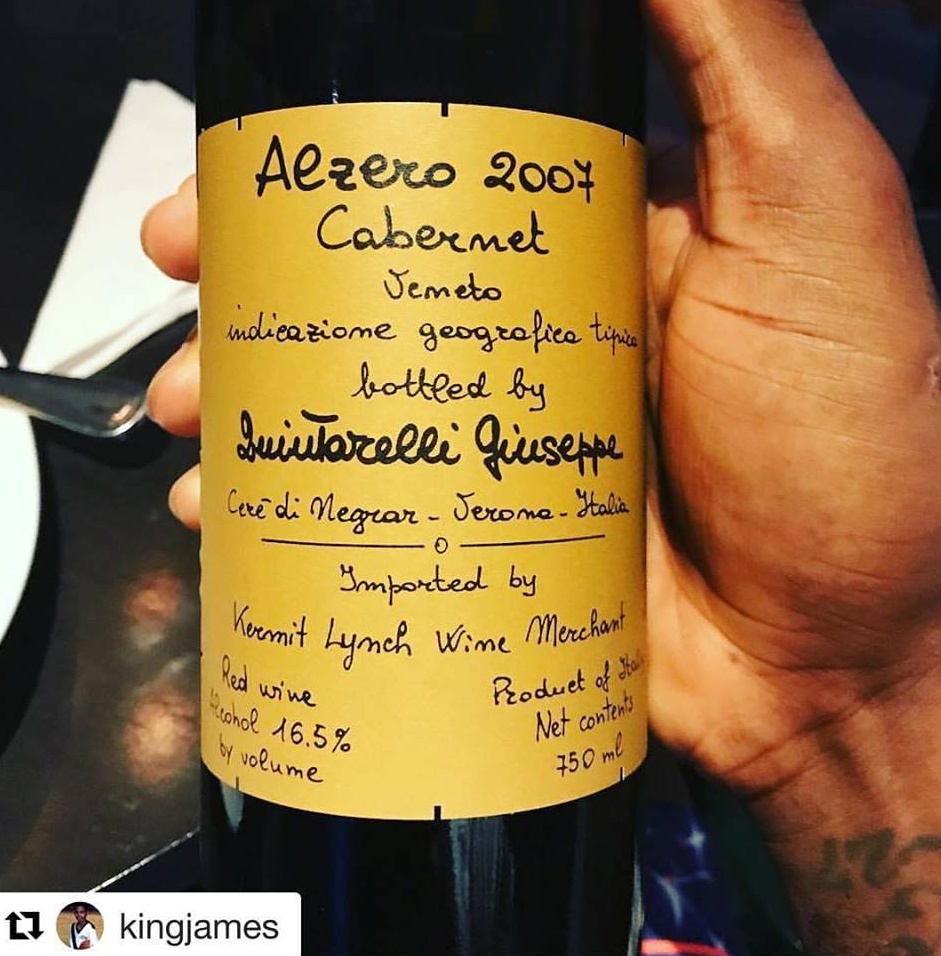 Alzero 2007
Cabernet
Veneto
indicazione geografica tipica
bottled by
Quintarelli Giuseppe
Cerè di Negrar - Verona - Italia
Imported by
Kermit Lynch Wine Merchant
Red wine
Alcohol 16.5%
by volume
Product of Italia
Net contents
750 ml
kingjames